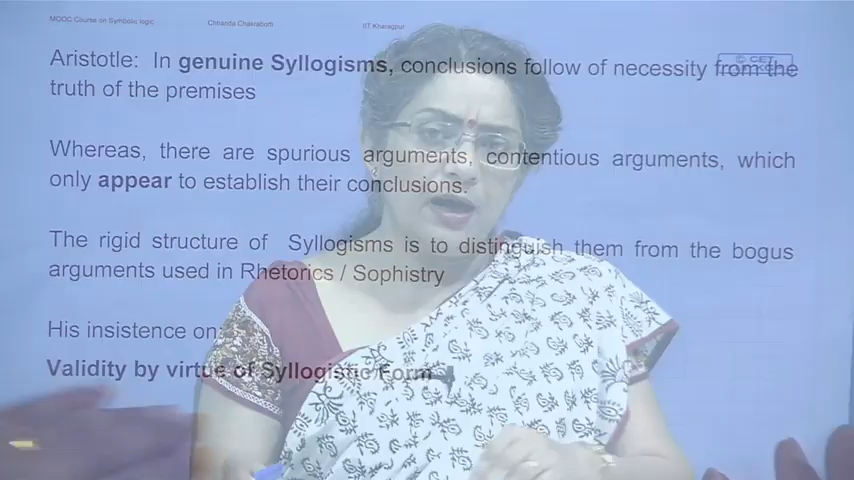 MOOC Course on Symbolic logic Chhanda Chakraborti IIT Kharagpur
Aristotle: In genuine Syllogisms, conclusions follow of necessity from the
© CET
truth of the premises
Whereas, there are spurious arguments, contentious arguments, which
only appear to establish their conclusions.
The rigid structure of Syllogisms is to distinguish them from the bogus
arguments used in Rhetorics / Sophistry
His insistence on:
Validity by virtue of Syllogistic Form